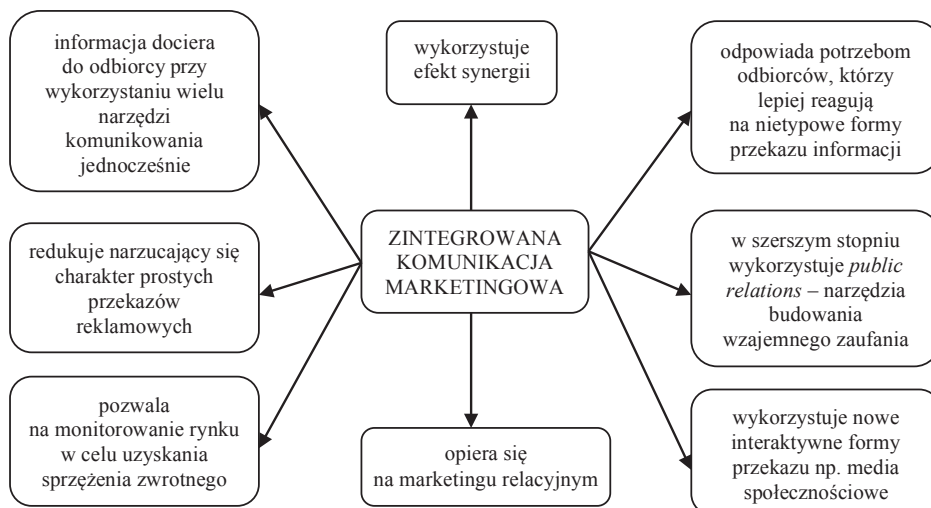 informacja dociera
do odbiorcy przy
wykorzystaniu wielu
narzędzi
komunikowania
jednocześnie
wykorzystuje
efekt synergii
odpowiada potrzebom
odbiorców, którzy
lepiej reagują
na nietypowe formy
przekazu informacji
redukuje narzucający się
charakter prostych
przekazów
reklamowych
ZINTEGROWANA
KOMUNIKACJA
MARKETINGOWA
w szerszym stopniu
wykorzystuje public
relations – narzędzia
budowania
wzajemnego zaufania
pozwala
na monitorowanie rynku
w celu uzyskania
sprzężenia zwrotnego
opiera się
na marketingu relacyjnym
wykorzystuje nowe
interaktywne formy
przekazu np. media
społecznościowe